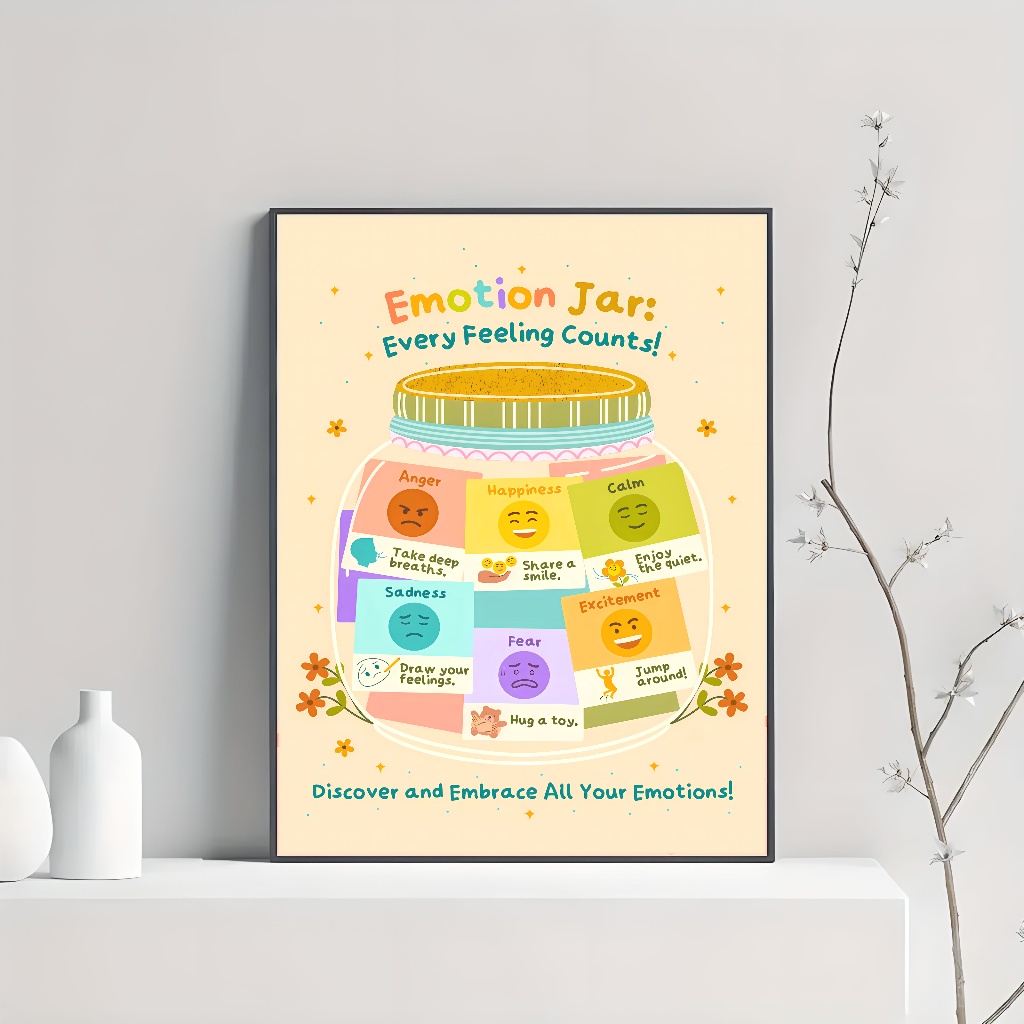 Emotion Jar:
Every Feeling Counts!
Anger
Take deep
breaths.
Happiness
Share a
smile.
Calm
Enjoy
the quiet.
Sadness
Draw your
feelings.
Fear
Hug a toy.
Excitement
Jump
around!
Discover and Embrace All Your Emotions!